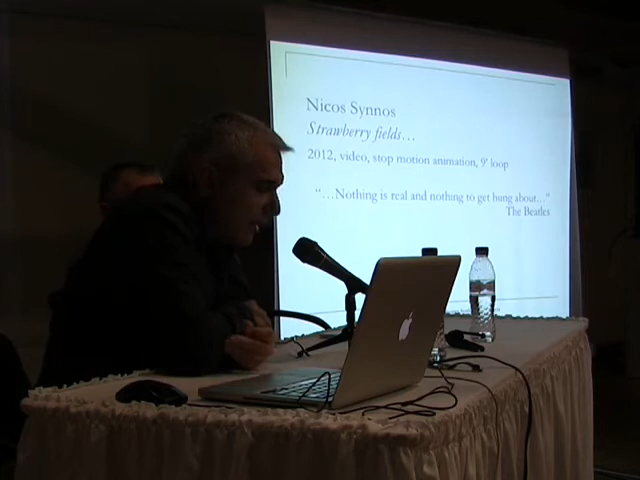 Nicos Synnos
Strawberry fields…
2012, video, stop motion animation, 9' loop
“…Nothing is real and nothing to get hung about…”
The Beatles